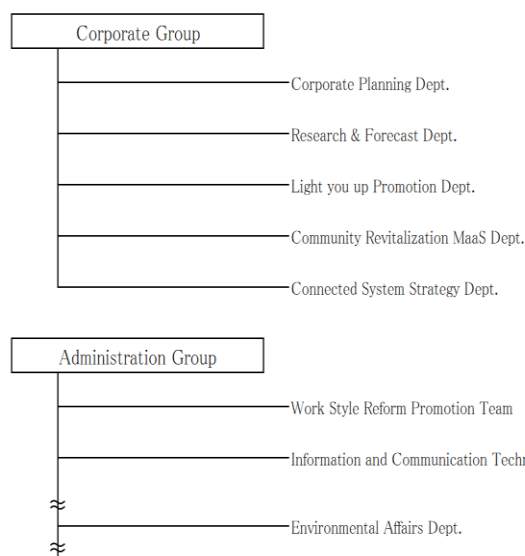 Corporate Group
Corporate Planning Dept.
Research & Forecast Dept.
Light you up Promotion Dept.
Community Revitalization MaaS Dept.
Connected System Strategy Dept.
Administration Group
Work Style Reform Promotion Team
Information and Communication
Environmental Affairs Dept.